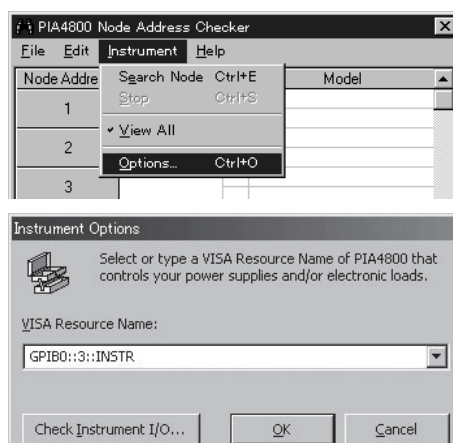 PIA4800 Node Address Checker
File Edit Instrument Help
Node Addre Search Node Ctrl+E Model
Stop Ctrl+S
1
View All
2
Options... Ctrl+O
3
Instrument Options
Select or type a VISA Resource Name of PIA4800 that
controls your power supplies and/or electronic loads.
VISA Resource Name:
GPIB0::3::INSTR
Check Instrument I/O... OK Cancel